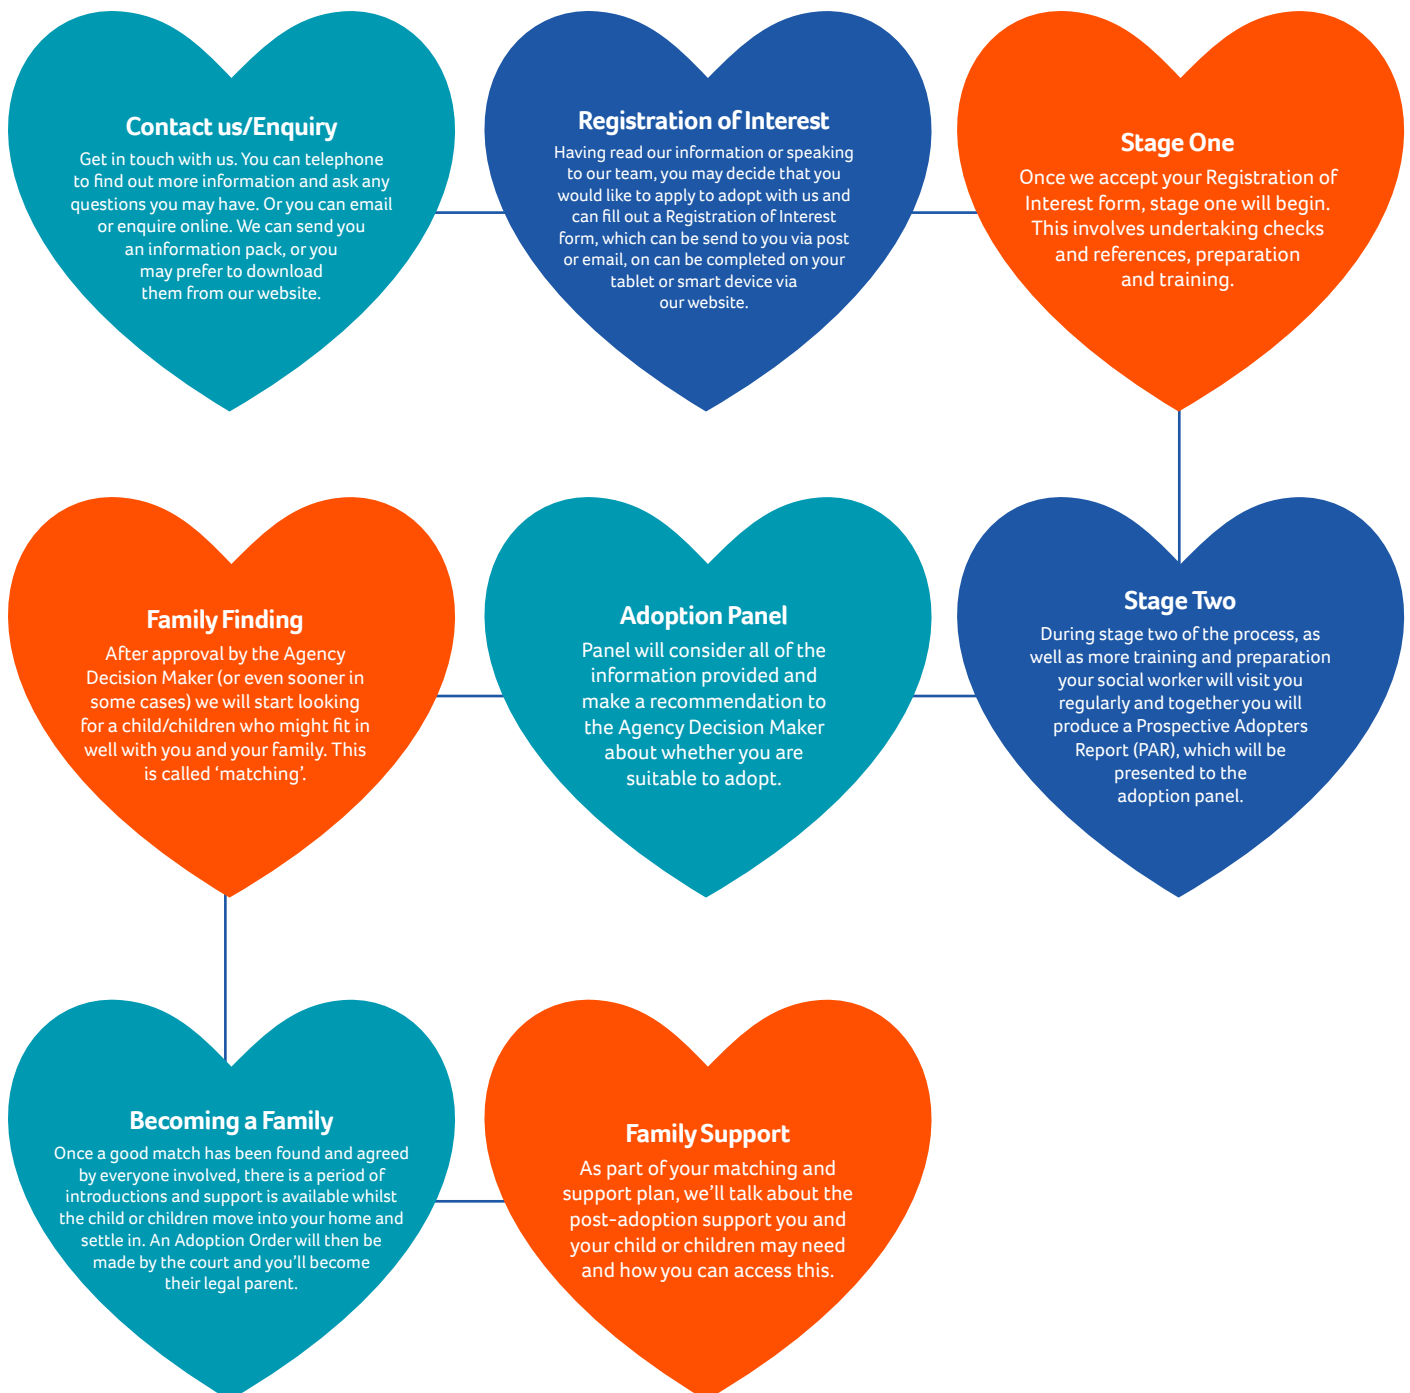 Contact us/Enquiry
Get in touch with us. You can telephone
to find out more information and ask any
questions you may have. Or you can email
or enquire online. We can send you
an information pack, or you
may prefer to download
them from our website.
Registration of Interest
Having read our information or speaking
to our team, you may decide that you
would like to apply to adopt with us and
can fill out a Registration of Interest
form, which can be send to you via post
or email, on can be completed on your
tablet or smart device via
our website.
Stage One
Once we accept your Registration of
Interest form, stage one will begin.
This involves undertaking checks
and references, preparation
and training.
Stage Two
During stage two of the process, as
well as more training and preparation
your social worker will visit you
regularly and together you will
produce a Prospective Adopters
Report (PAR), which will be
presented to the
adoption panel.
Adoption Panel
Panel will consider all of the
information provided and
make a recommendation to
the Agency Decision Maker
about whether you are
suitable to adopt.
Family Finding
After approval by the Agency
Decision Maker (or even sooner in
some cases) we will start looking
for a child/children who might fit in
well with you and your family. This
is called ‘matching’.
Becoming a Family
Once a good match has been found and agreed
by everyone involved, there is a period of
introductions and support is available whilst
the child or children move into your home and
settle in. An Adoption Order will then be
made by the court and you’ll become
their legal parent.
Family Support
As part of your matching and
support plan, we’ll talk about the
post-adoption support you and
your child or children may need
and how you can access this.